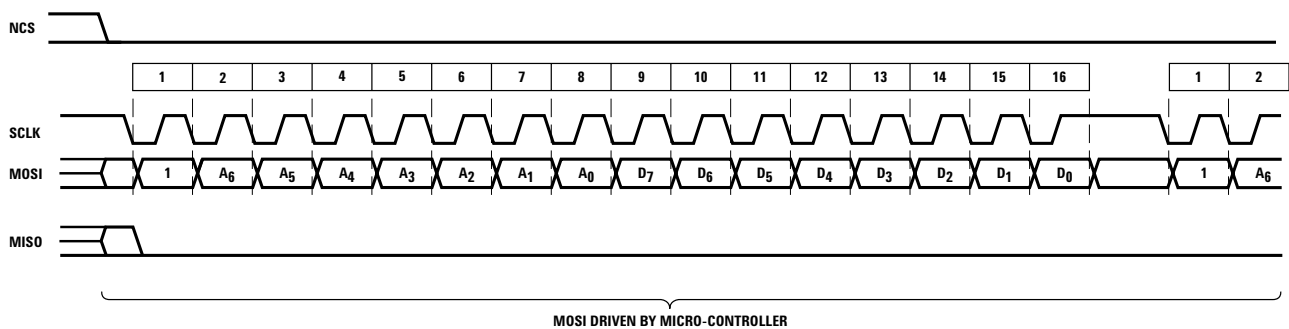 NCS
1 2 3 4 5 6 7 8 9 10 11 12 13 14 15 16 1 2
SCLK
MOSI 1 A6 A5 A4 A3 A2 A1 A0 D7 D6 D5 D4 D3 D2 D1 D0 1 A6
MISO
MOSI DRIVEN BY MICRO-CONTROLLER